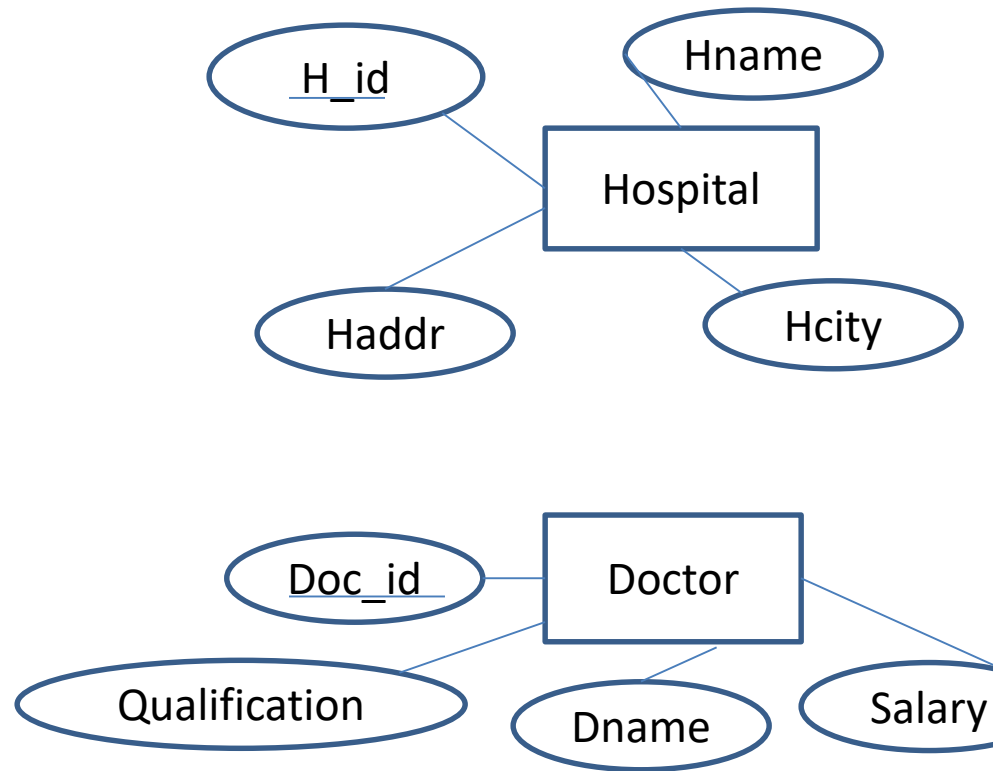 Hname
H_id
Hospital
Haddr
Hcity
Doc_id
Doctor
Qualification
Dname
Salary